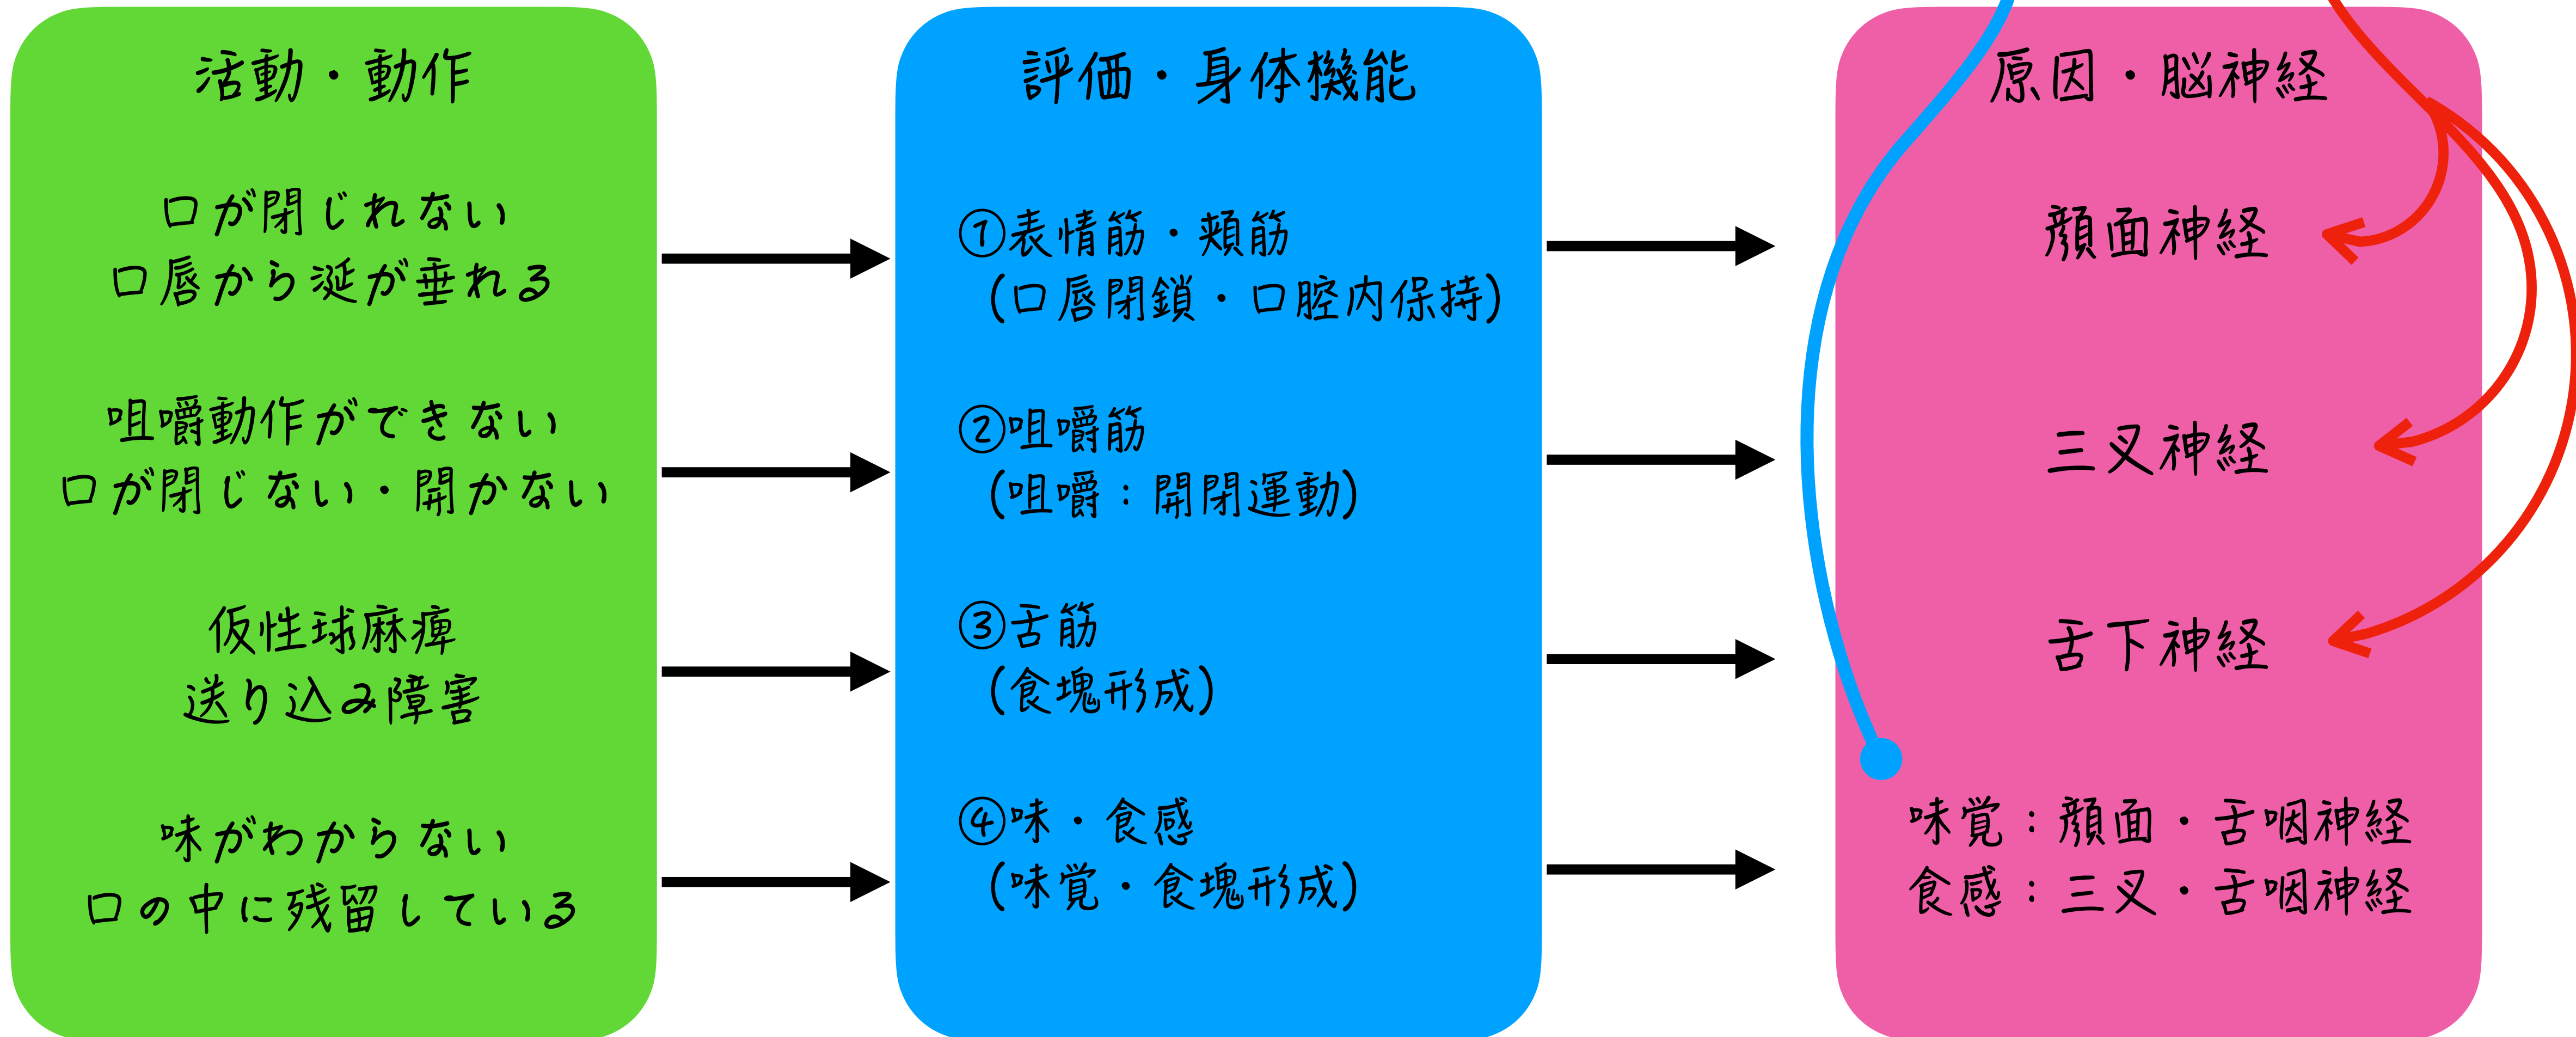 活動・動作
口が閉じれない
口唇から涎が垂れる
咀嚼動作ができない
口が閉じない・開かない
仮性球麻痺
送り込み障害
味がわからない
口の中に残留している
評価・身体機能
①表情筋・頬筋
(口唇閉鎖・口腔内保持)
②咀嚼筋
(咀嚼：開閉運動)
③舌筋
(食塊形成)
④味・食感
(味覚・食塊形成)
原因・脳神経
顔面神経
三叉神経
舌下神経
味覚：顔面・舌咽神経
食感：三叉・舌咽神経